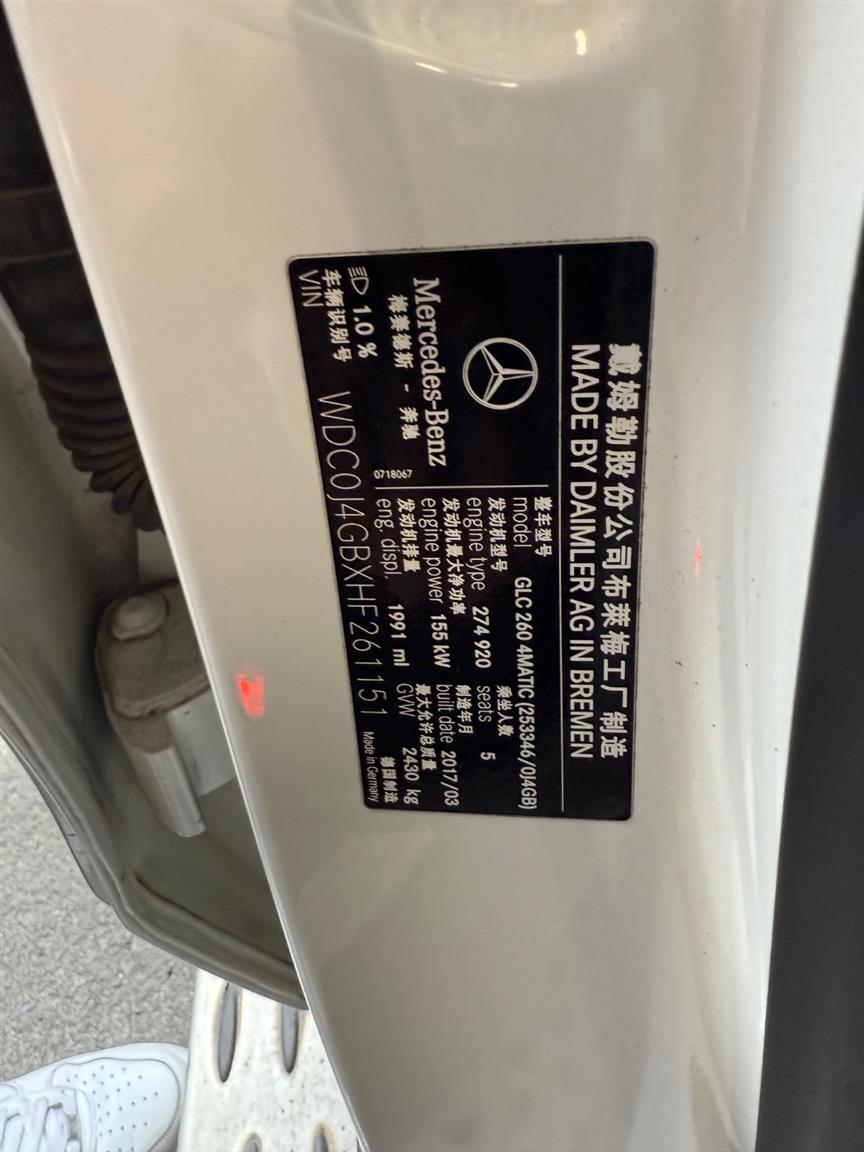 戴姆勒股份公司布莱梅工厂制造
MADE BY DAIMLER AG IN BREMEN
Mercedes-Benz
梅赛德斯 - 奔驰
0718067
整车型号
model GLC 260 4MATIC (253346/0J4GB)
发动机型号 乘坐人数
engine type 274 920 seats 5
发动机最大净功率 制造年月
engine power 155 kW built date 2017/03
发动机排量 最大允许总质量
eng. displ. 1991 ml GVW 2430 kg
1.0 %
车辆识别号
VIN WDC0J4GBXHF261151
德国制造
Made in Germany